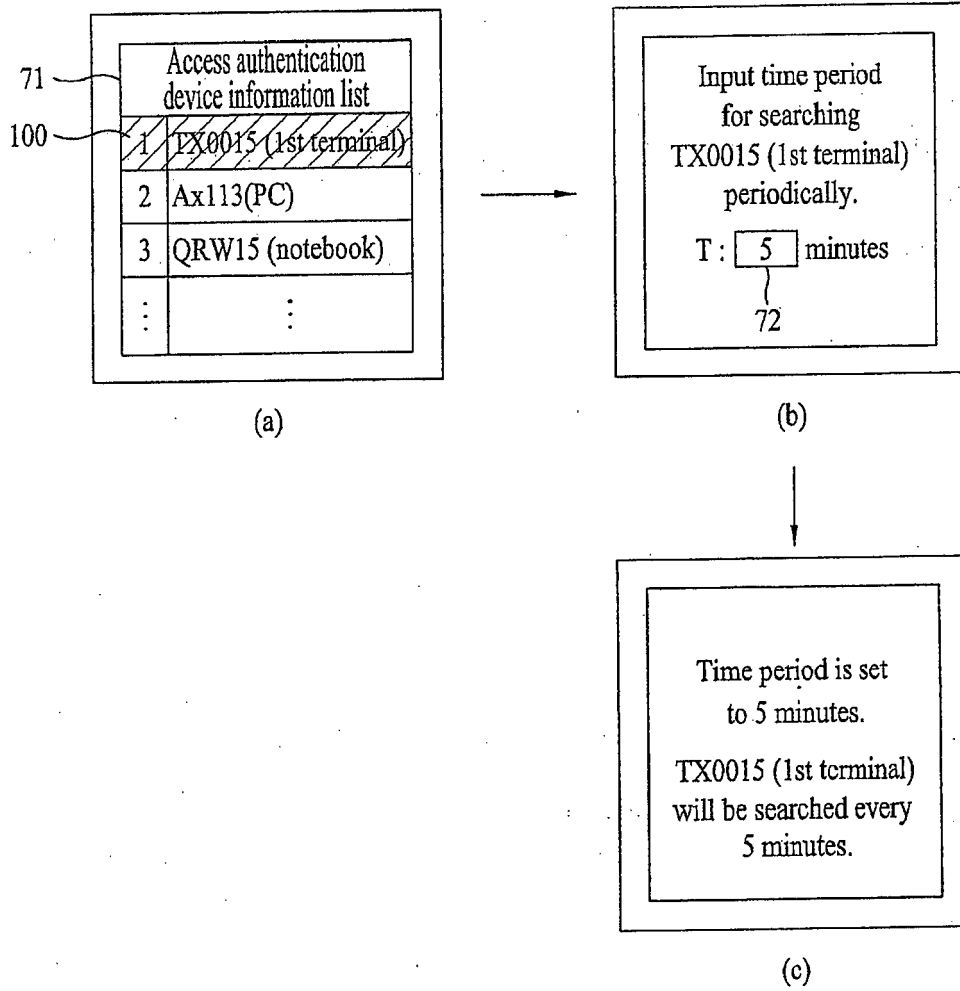 71
Access authentication
device information list
100
1 TX0015 (1st terminal)
2 Ax113(PC)
3 QRW15 (notebook)
⋮ ⋮
(a)
Input time period
for searching
TX0015 (1st terminal)
periodically.
T : 5 minutes
72
(b)
Time period is set
to 5 minutes.
TX0015 (1st terminal)
will be searched every
5 minutes.
(c)